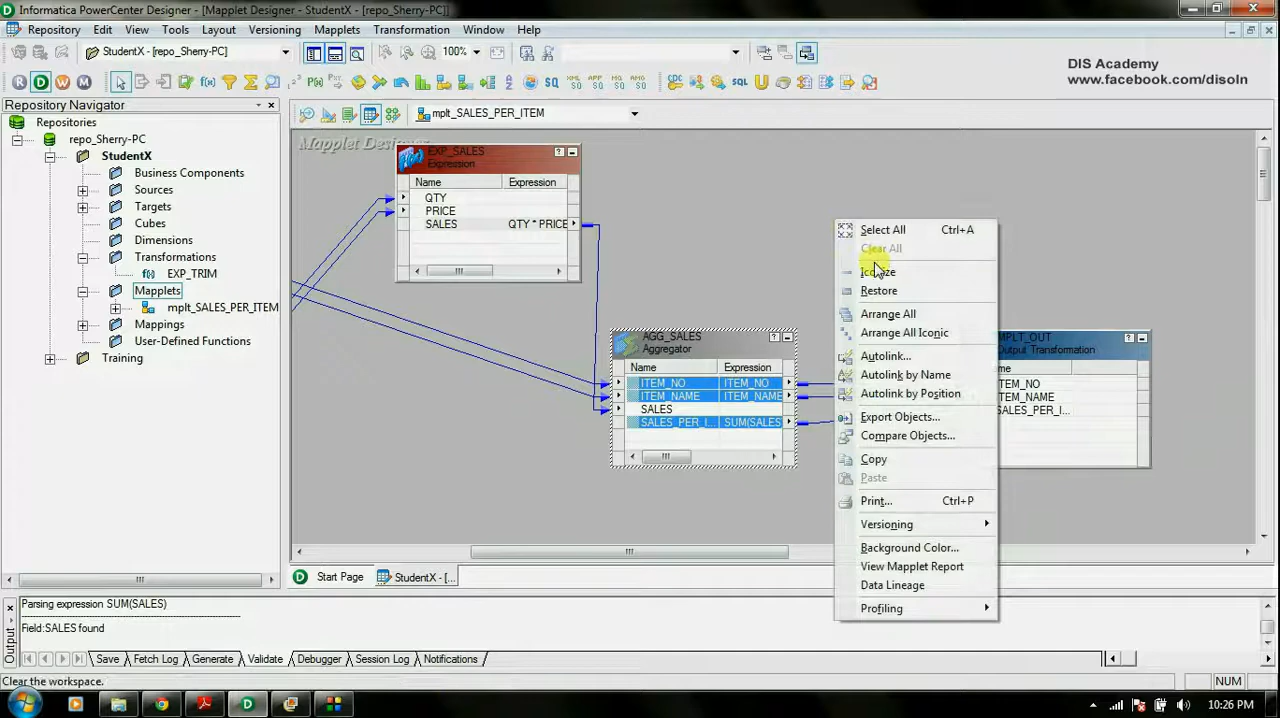 Informatica PowerCenter Designer - [Mapplet Designer - StudentX - [repo_Sherry-PC]]
Repository Edit View Tools Layout Versioning Mapplets Transformation Window Help
StudentX - [repo_Sherry-PC]
100%
DIS Academy
www.facebook.com/disoln
Repository Navigator
mplt_SALES_PER_ITEM
Repositories
repo_Sherry-PC
StudentX
Business Components
Sources
Targets
Cubes
Dimensions
Transformations
EXP_TRIM
Mapplets
mplt_SALES_PER_ITEM
Mappings
User-Defined Functions
Training
EXP_SALES
Expression
Name Expression
QTY
PRICE
SALES QTY * PRICE
AGG_SALES
Aggregator
Name Expression
ITEM_NO ITEM_NO
ITEM_NAME ITEM_NAME
SALES
SALES_PER_I... SUM(SALES
MPLT_OUT
Output Transformation
me
ITEM_NO
ITEM_NAME
SALES_PER_I...
Select All Ctrl+A
Clear All
Iconize
Restore
Arrange All
Arrange All Iconic
Autolink...
Autolink by Name
Autolink by Position
Export Objects...
Compare Objects...
Copy
Paste
Print... Ctrl+P
Versioning
Background Color...
View Mapplet Report
Data Lineage
Profiling
Start Page StudentX - [...
Output
Parsing expression SUM(SALES)
Field:SALES found
Save Fetch Log Generate Validate Debugger Session Log Notifications
Clear the workspace.
NUM
10:26 PM